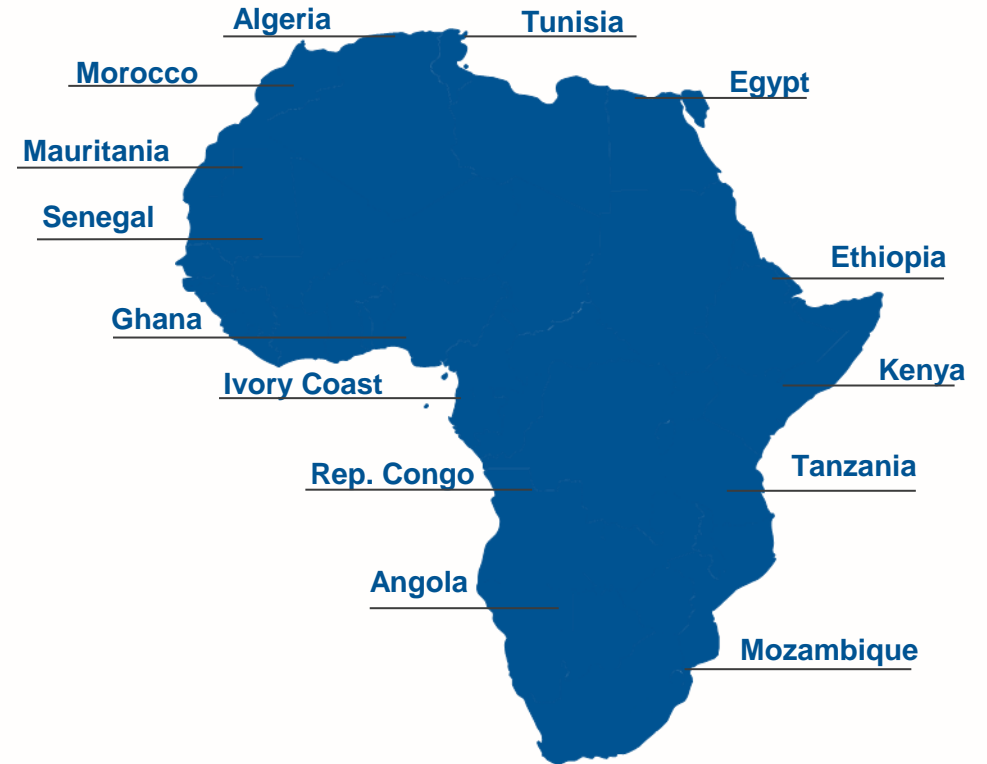 Algeria
Tunisia
Morocco
Egypt
Mauritania
Senegal
Ethiopia
Ghana
Kenya
Ivory Coast
Tanzania
Rep. Congo
Angola
Mozambique